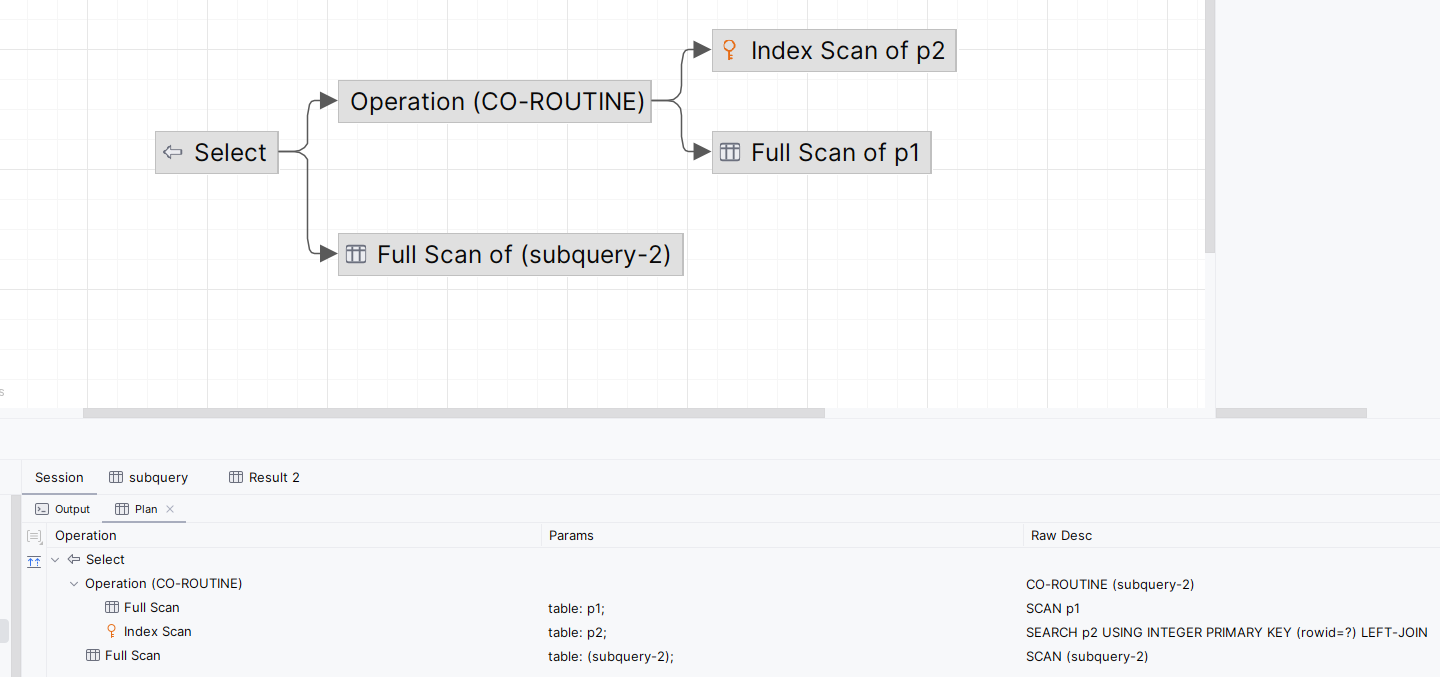 Index Scan of p2
Operation (CO-ROUTINE)
Select
Full Scan of p1
Full Scan of (subquery-2)
s
Session subquery Result 2
Output Plan
Operation Params Raw Desc
Select
Operation (CO-ROUTINE) CO-ROUTINE (subquery-2)
Full Scan table: p1; SCAN p1
Index Scan table: p2; SEARCH p2 USING INTEGER PRIMARY KEY (rowid=?) LEFT-JOIN
Full Scan table: (subquery-2); SCAN (subquery-2)